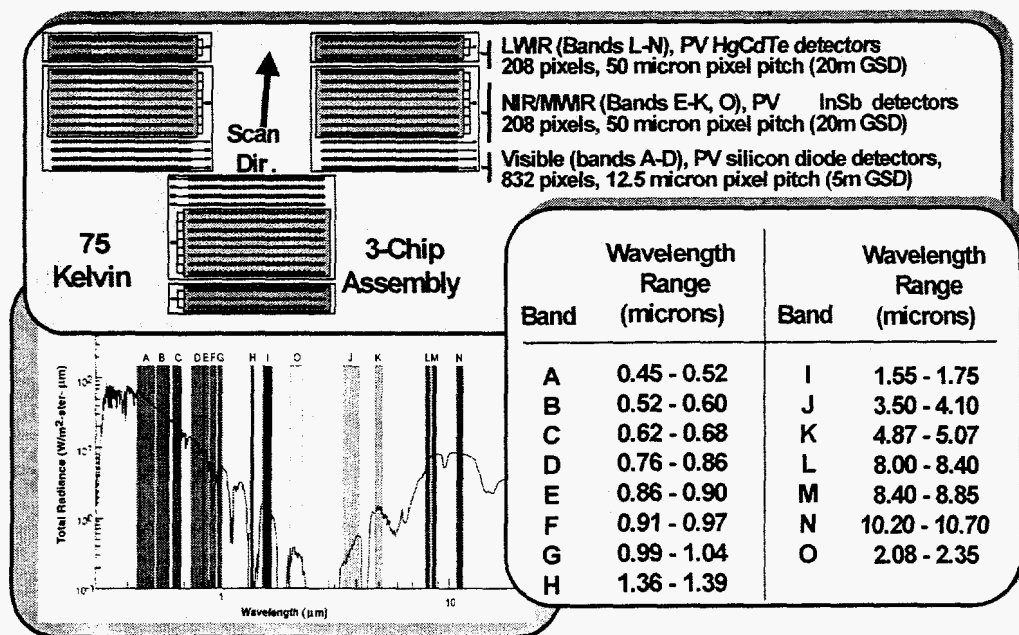 LWIR (Bands L-N), PV HgCdTe detectors
208 pixels, 50 micron pixel pitch (20m GSD)
NIR/MWIR (Bands E-K, O), PV InSb detectors
208 pixels, 50 micron pixel pitch (20m GSD)
Visible (bands A-D), PV silicon diode detectors,
832 pixels, 12.5 micron pixel pitch (5m GSD)
Scan
Dir.
75
Kelvin
3-Chip
Assembly
Band Wavelength Range (microns) Band Wavelength Range (microns)
A 0.45 - 0.52 I 1.55 - 1.75
B 0.52 - 0.60 J 3.50 - 4.10
C 0.62 - 0.68 K 4.87 - 5.07
D 0.76 - 0.86 L 8.00 - 8.40
E 0.86 - 0.90 M 8.40 - 8.85
F 0.91 - 0.97 N 10.20 - 10.70
G 0.99 - 1.04 O 2.08 - 2.35
H 1.36 - 1.39
A B C D E F G H I O J K L M N
Total Radiance (W/m²-ster- μm)
1 10
Wavelength (μm)